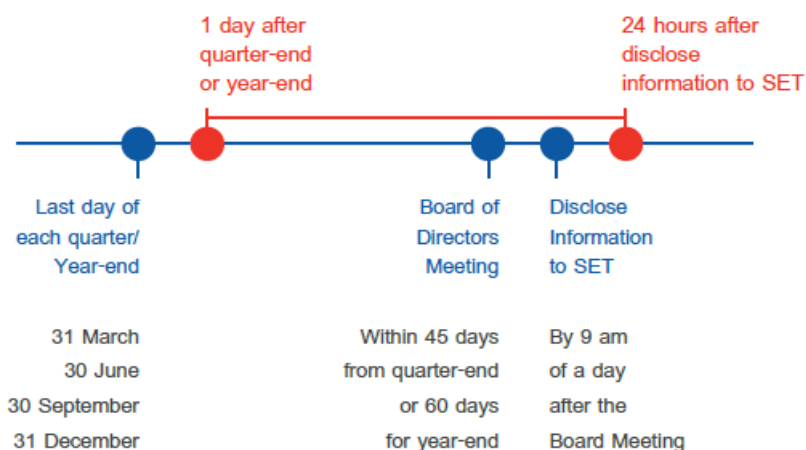 1 day after
quarter-end
or year-end
24 hours after
disclose
information to SET
Last day of
each quarter/
Year-end
Board of
Directors
Meeting
Disclose
Information
to SET
31 March
30 June
30 September
31 December
Within 45 days
from quarter-end
or 60 days
for year-end
By 9 am
of a day
after the
Board Meeting